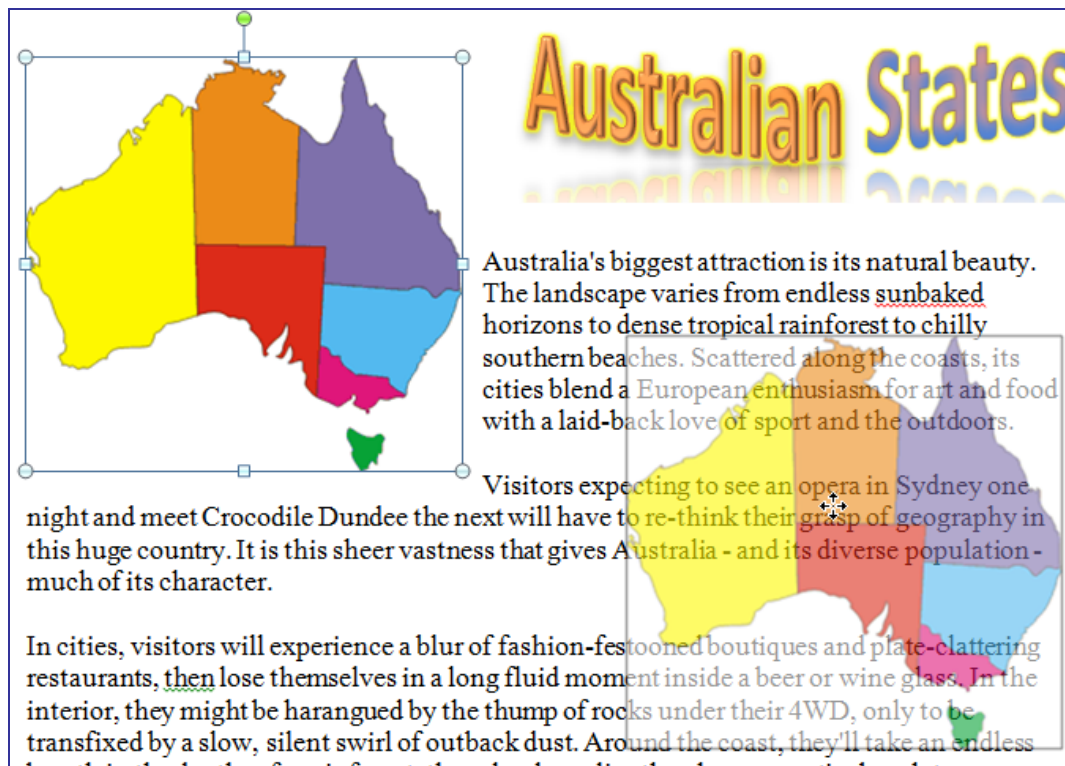 Australian States
Australia's biggest attraction is its natural beauty.
The landscape varies from endless sunbaked
horizons to dense tropical rainforest to chilly
southern beaches. Scattered along the coasts, its
cities blend a European enthusiasm for art and food
with a laid-back love of sport and the outdoors.
Visitors expecting to see an opera in Sydney one
night and meet Crocodile Dundee the next will have to re-think their grasp of geography in
this huge country. It is this sheer vastness that gives Australia - and its diverse population -
much of its character.
In cities, visitors will experience a blur of fashion-festooned boutiques and plate-clattering
restaurants, then lose themselves in a long fluid moment inside a beer or wine glass. In the
interior, they might be harangued by the thump of rocks under their 4WD, only to be
transfixed by a slow, silent swirl of outback dust. Around the coast, they'll take an endless